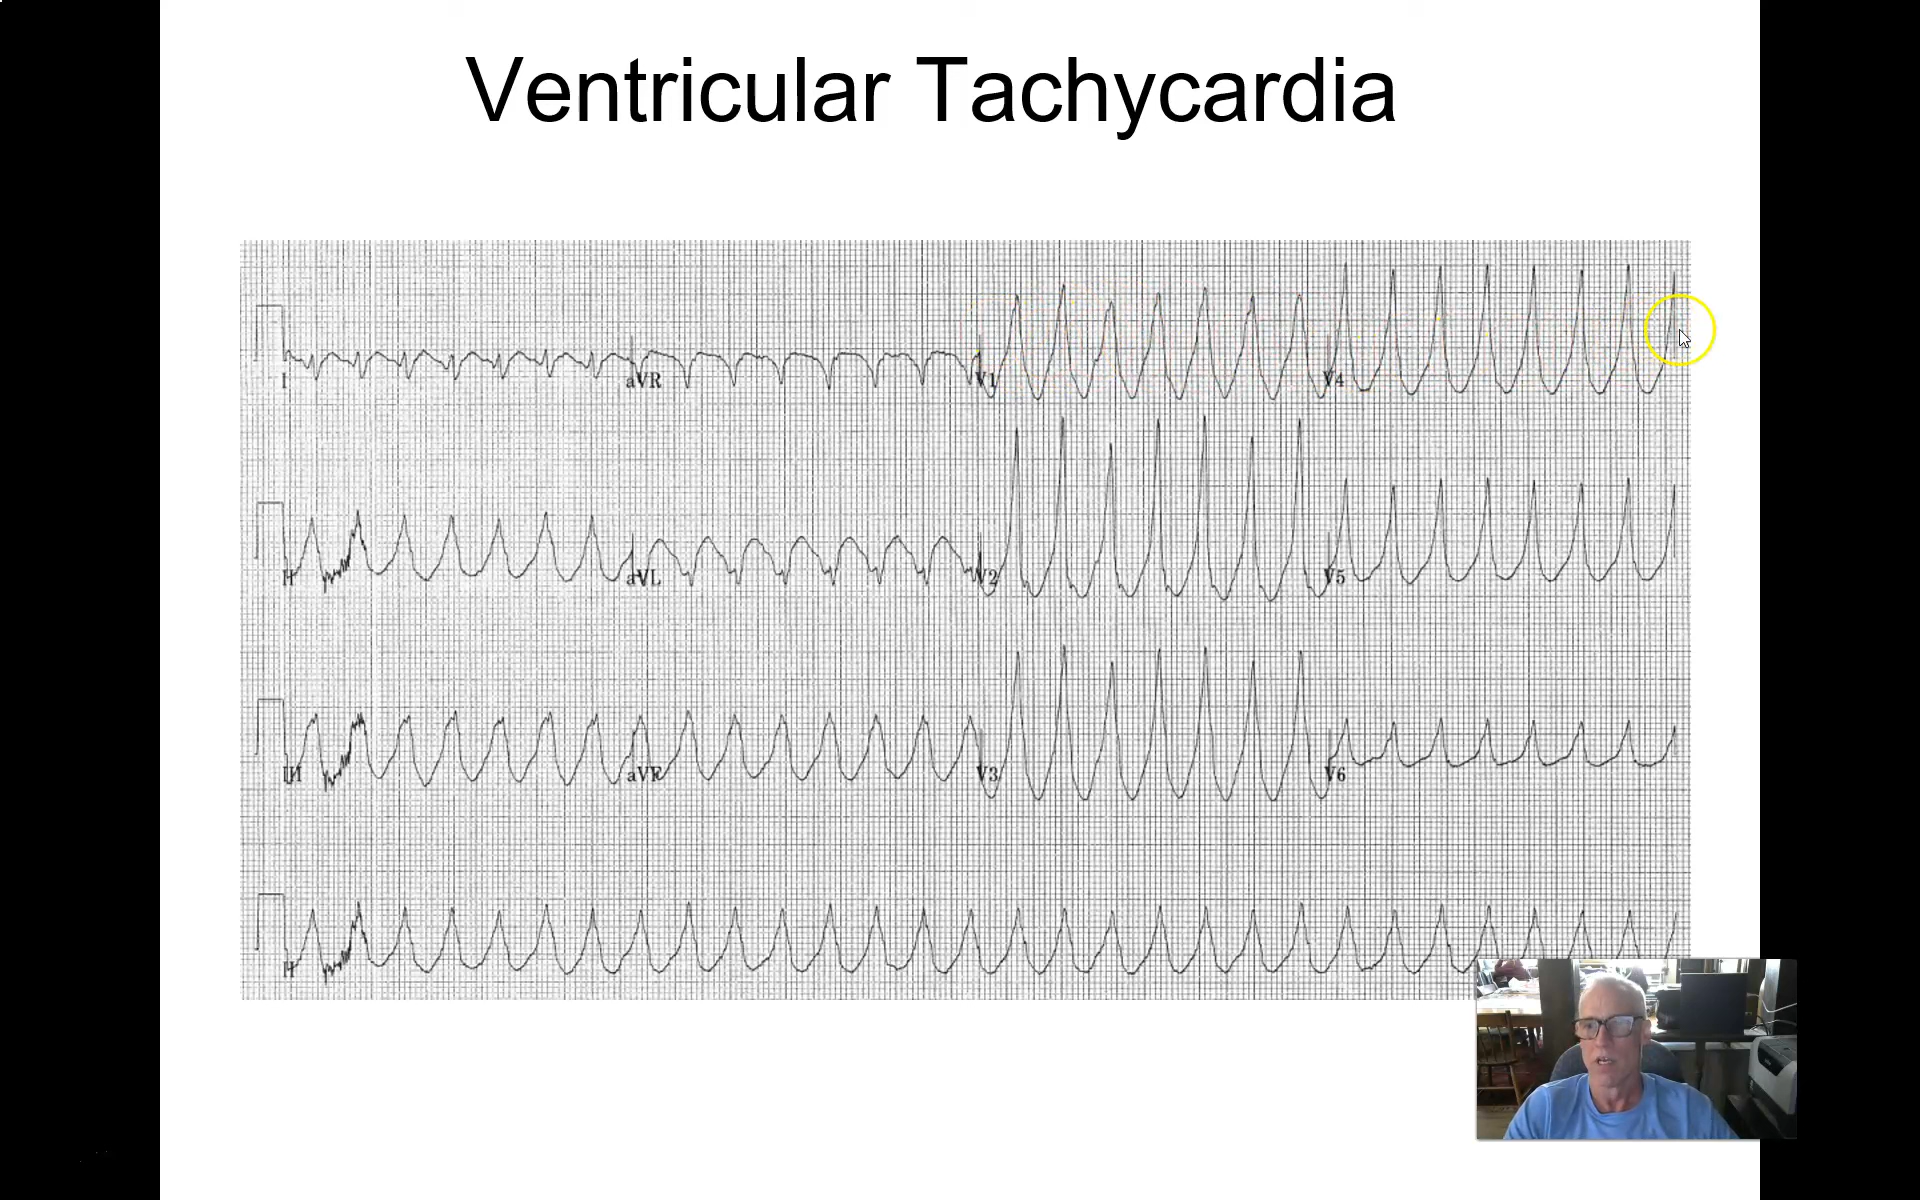 Ventricular Tachycardia
I aVR V1 V4
II aVL V2 V5
III aVF V3 V6
II